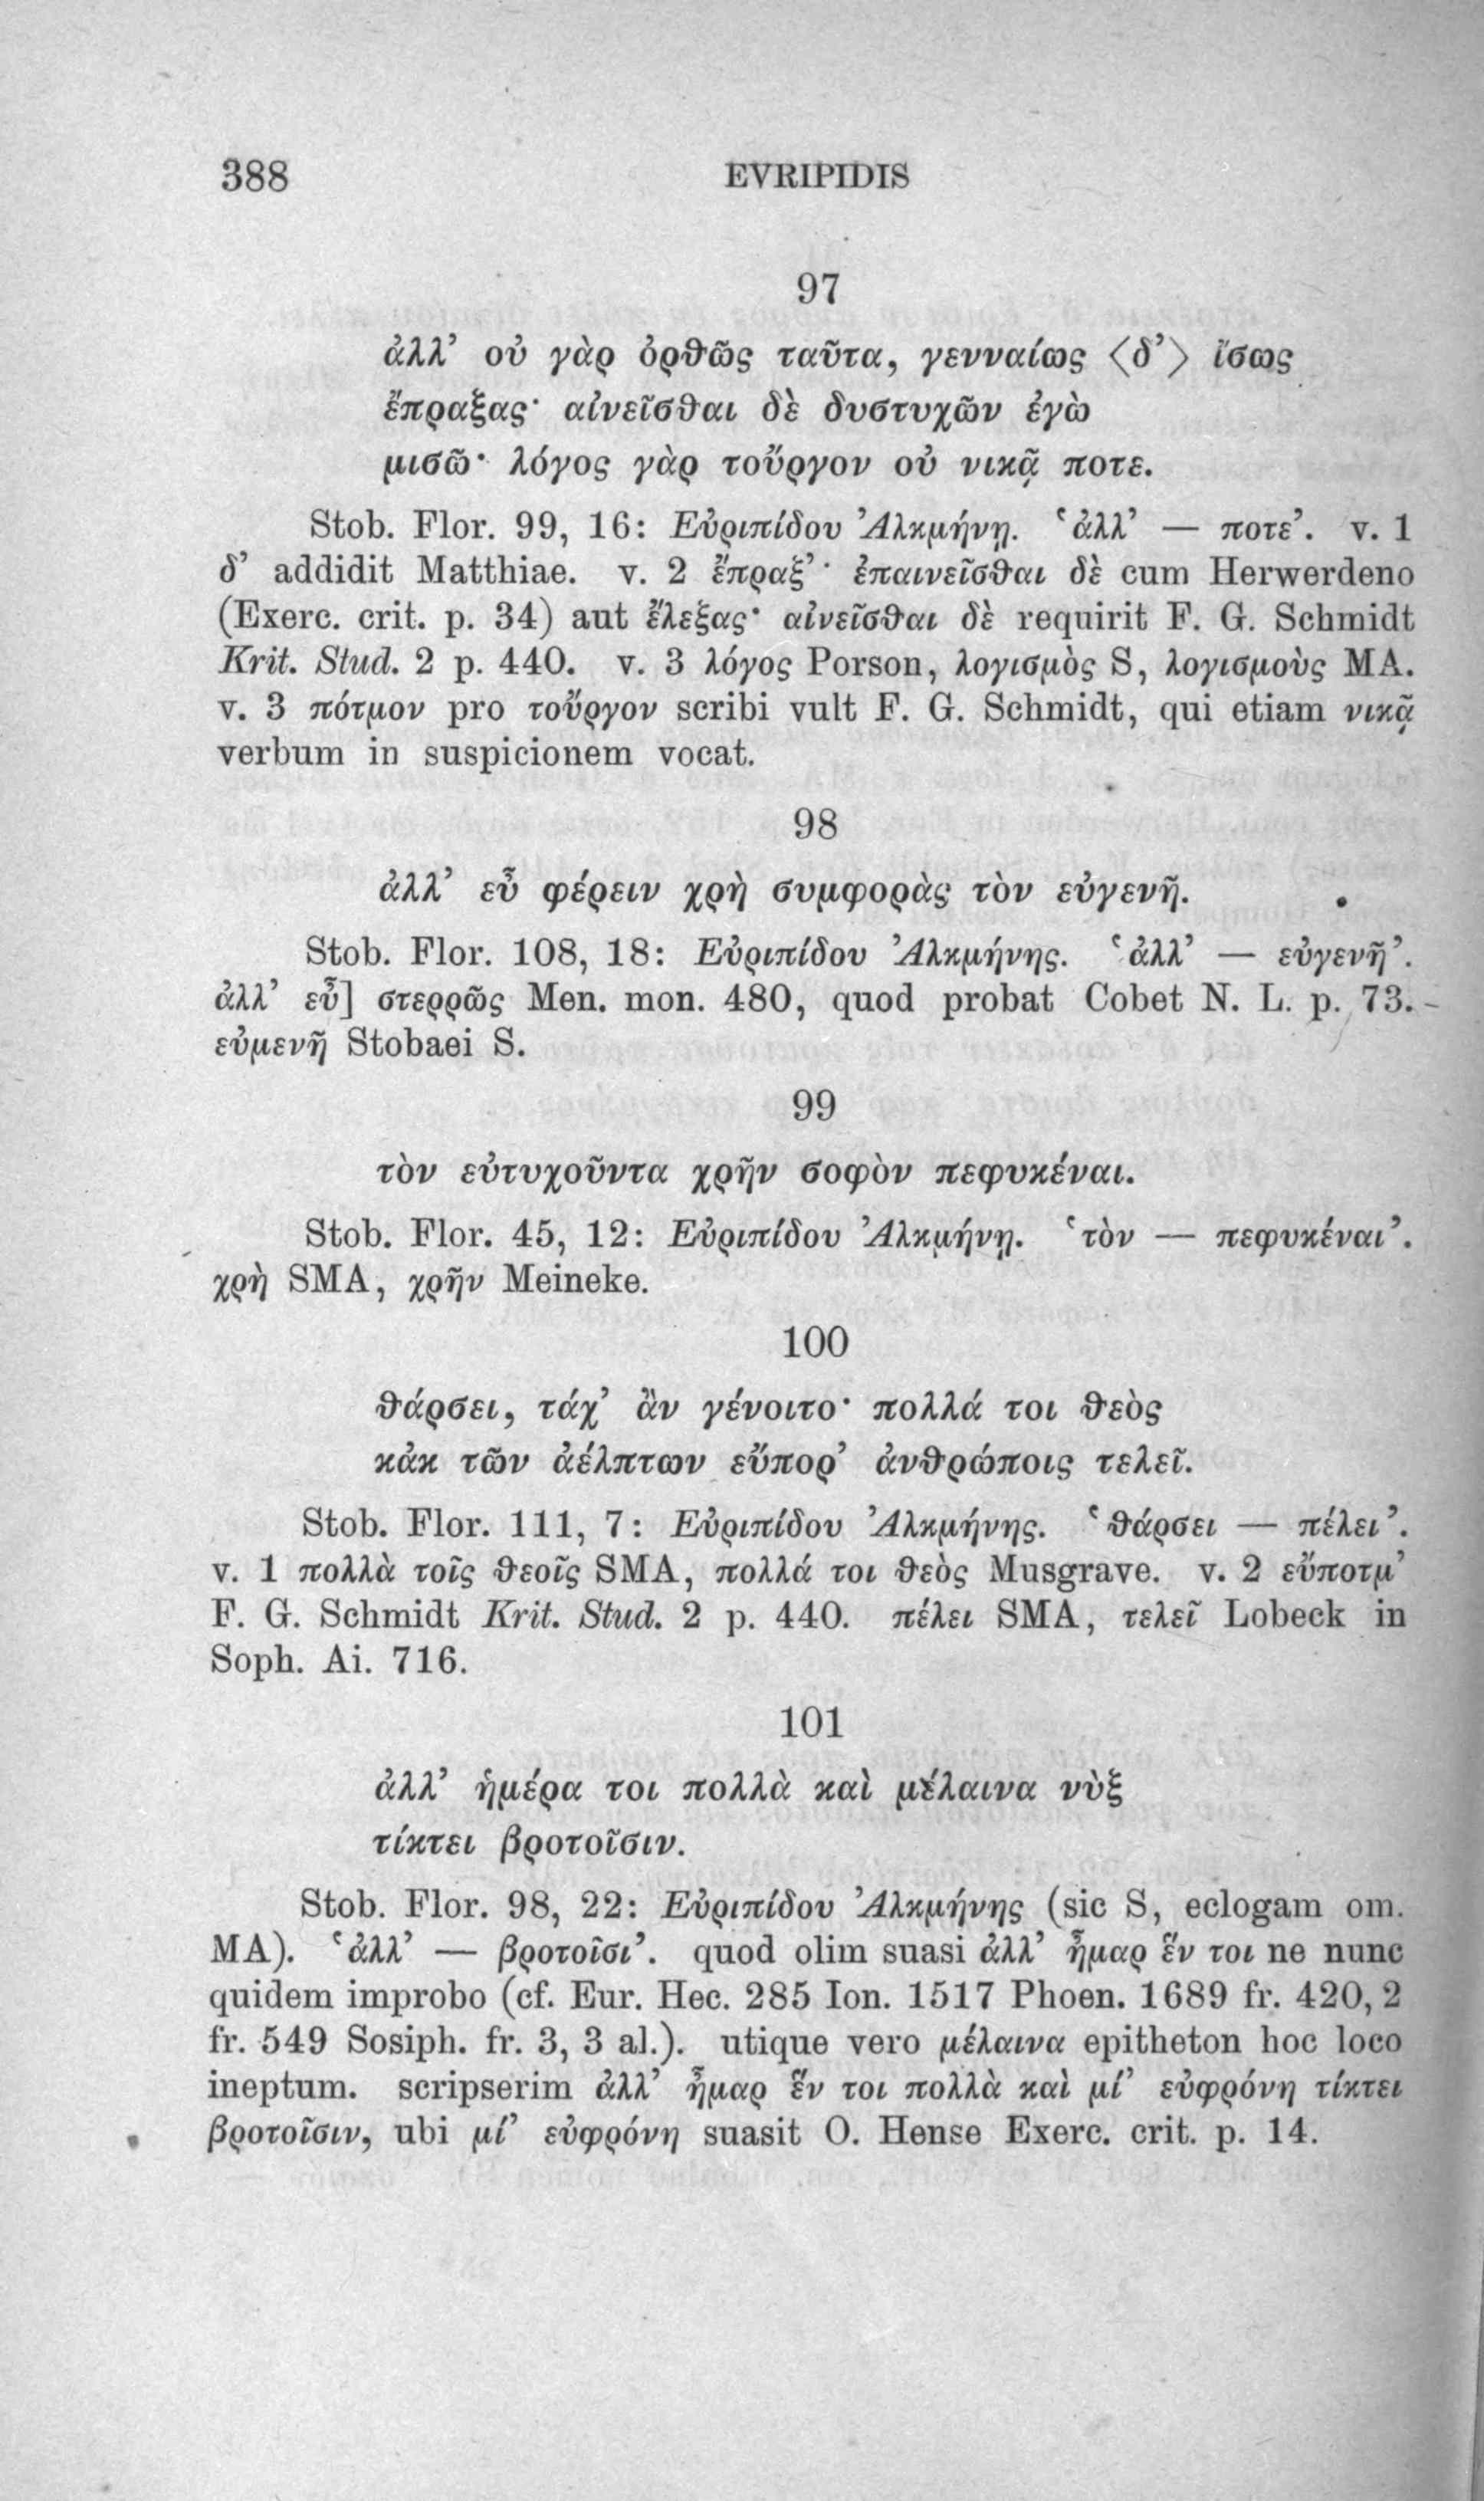 388 EVRIPIDIS
97
ἀλλ’ οὐ γὰρ ὀρθῶς ταῦτα, γενναίως ⟨δ’⟩ ἴσως
ἔπραξας· αἰνεῖσθαι δὲ δυστυχῶν ἐγὼ
μισῶ· λόγος γὰρ τοὔργον οὐ νικᾷ ποτε.
Stob. Flor. 99, 16: Εὐριπίδου Ἀλκμήνῃ. ‘ἀλλ’ — ποτε’. v. 1
δ’ addidit Matthiae. v. 2 ἔπραξ’· ἐπαινεῖσθαι δὲ cum Herwerdeno
(Exerc. crit. p. 34) aut ἔλεξας· αἰνεῖσθαι δὲ requirit F. G. Schmidt
Krit. Stud. 2 p. 440. v. 3 λόγος Porson, λογισμὸς S, λογισμοὺς MA.
v. 3 πότμον pro τοὔργον scribi vult F. G. Schmidt, qui etiam νικᾷ
verbum in suspicionem vocat.
98
ἀλλ’ εὖ φέρειν χρὴ συμφορὰς τὸν εὐγενῆ.
Stob. Flor. 108, 18: Εὐριπίδου Ἀλκμήνης. ‘ἀλλ’ — εὐγενῆ’.
ἀλλ’ εὖ] στερρῶς Men. mon. 480, quod probat Cobet N. L. p. 73.
εὐμενῆ Stobaei S.
99
τὸν εὐτυχοῦντα χρῆν σοφὸν πεφυκέναι.
Stob. Flor. 45, 12: Εὐριπίδου Ἀλκμήνῃ. ‘τὸν — πεφυκέναι’.
χρὴ SMA, χρῆν Meineke.
100
θάρσει, τάχ’ ἂν γένοιτο· πολλά τοι θεὸς
κἀκ τῶν ἀέλπτων εὔπορ’ ἀνθρώποις τελεῖ.
Stob. Flor. 111, 7: Εὐριπίδου Ἀλκμήνης. ‘θάρσει — πέλει’.
v. 1 πολλὰ τοῖς θεοῖς SMA, πολλά τοι θεὸς Musgrave. v. 2 εὔποτμ’
F. G. Schmidt Krit. Stud. 2 p. 440. πέλει SMA, τελεῖ Lobeck in
Soph. Ai. 716.
101
ἀλλ’ ἡμέρα τοι πολλὰ καὶ μέλαινα νὺξ
τίκτει βροτοῖσιν.
Stob. Flor. 98, 22: Εὐριπίδου Ἀλκμήνης (sic S, eclogam om.
MA). ‘ἀλλ’ — βροτοῖσι’. quod olim suasi ἀλλ’ ἦμαρ ἕν τοι ne nunc
quidem improbo (cf. Eur. Hec. 285 Ion. 1517 Phoen. 1689 fr. 420, 2
fr. 549 Sosiph. fr. 3, 3 al.). utique vero μέλαινα epitheton hoc loco
ineptum. scripserim ἀλλ’ ἦμαρ ἕν τοι πολλὰ καὶ μί’ εὐφρόνη τίκτει
βροτοῖσιν, ubi μί’ εὐφρόνη suasit O. Hense Exerc. crit. p. 14.